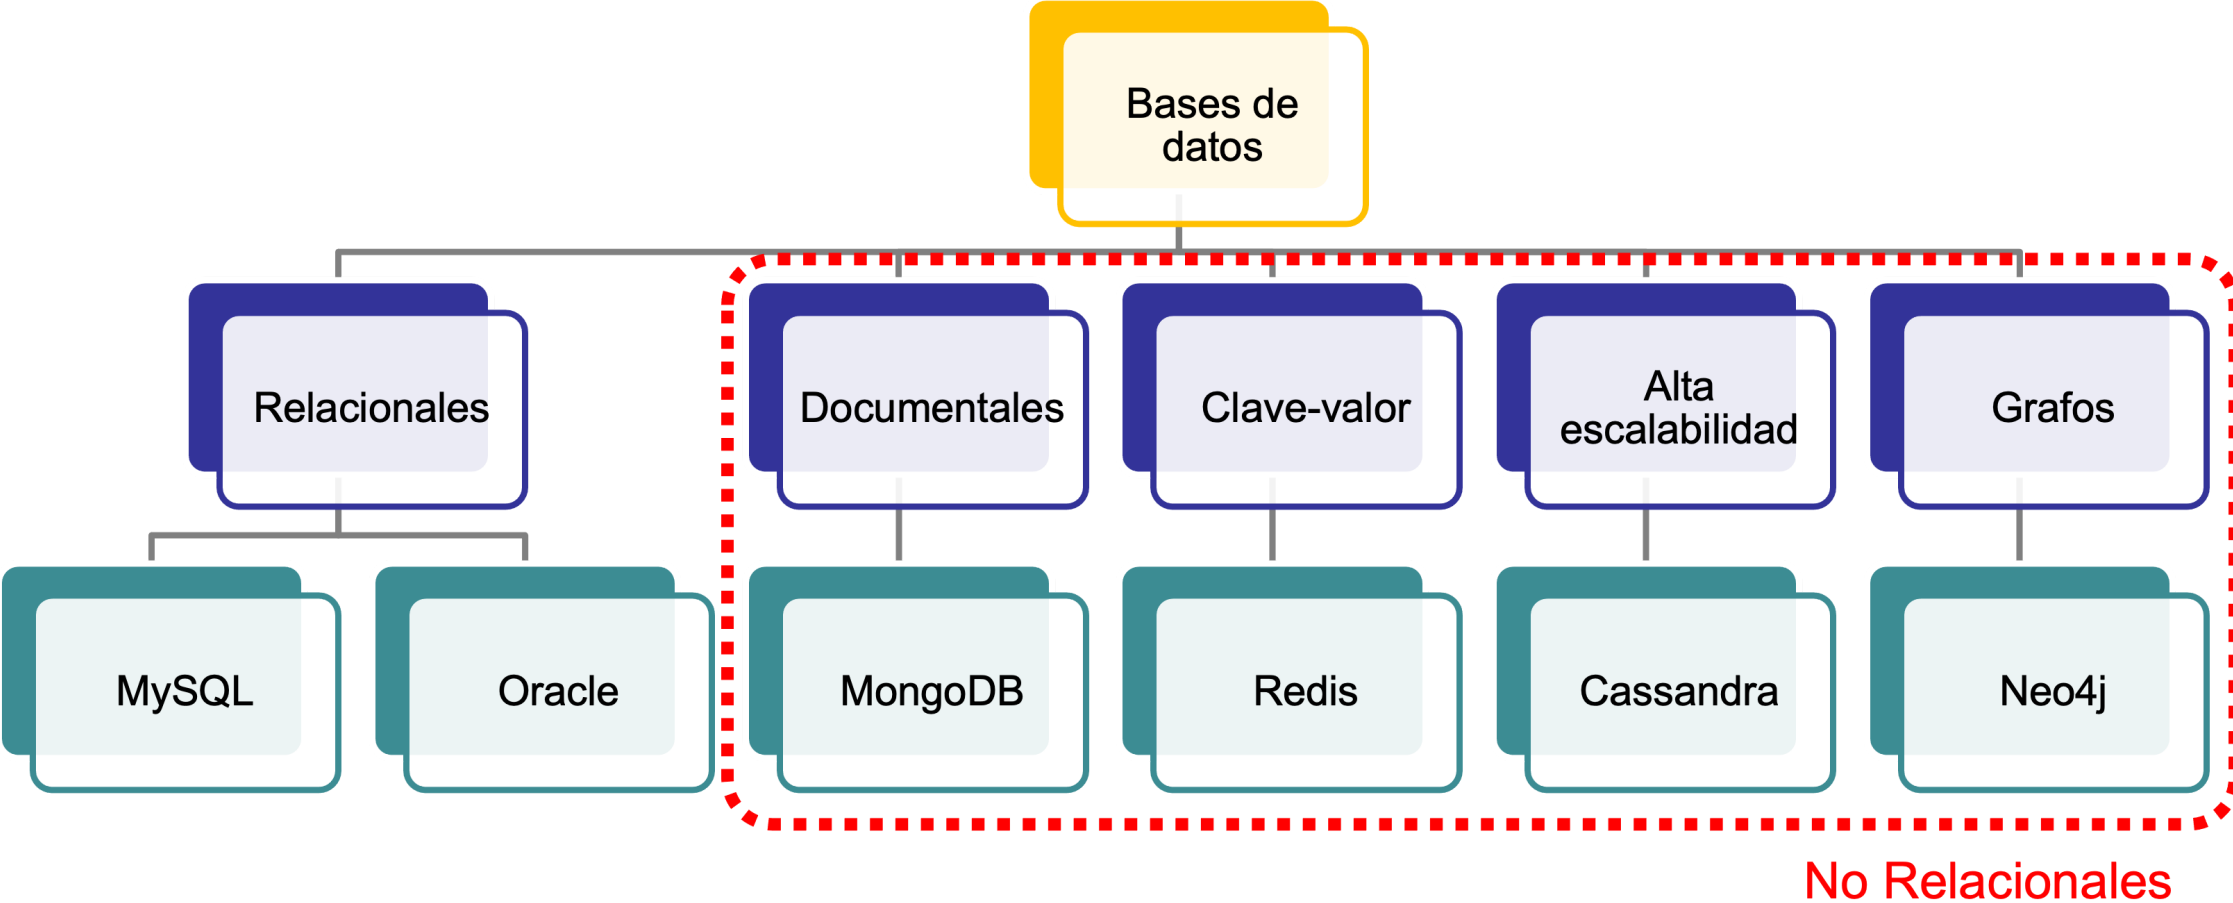 Bases de
datos
Relacionales
Documentales
Clave-valor
Alta
escalabilidad
Grafos
MySQL
Oracle
MongoDB
Redis
Cassandra
Neo4j
No Relacionales